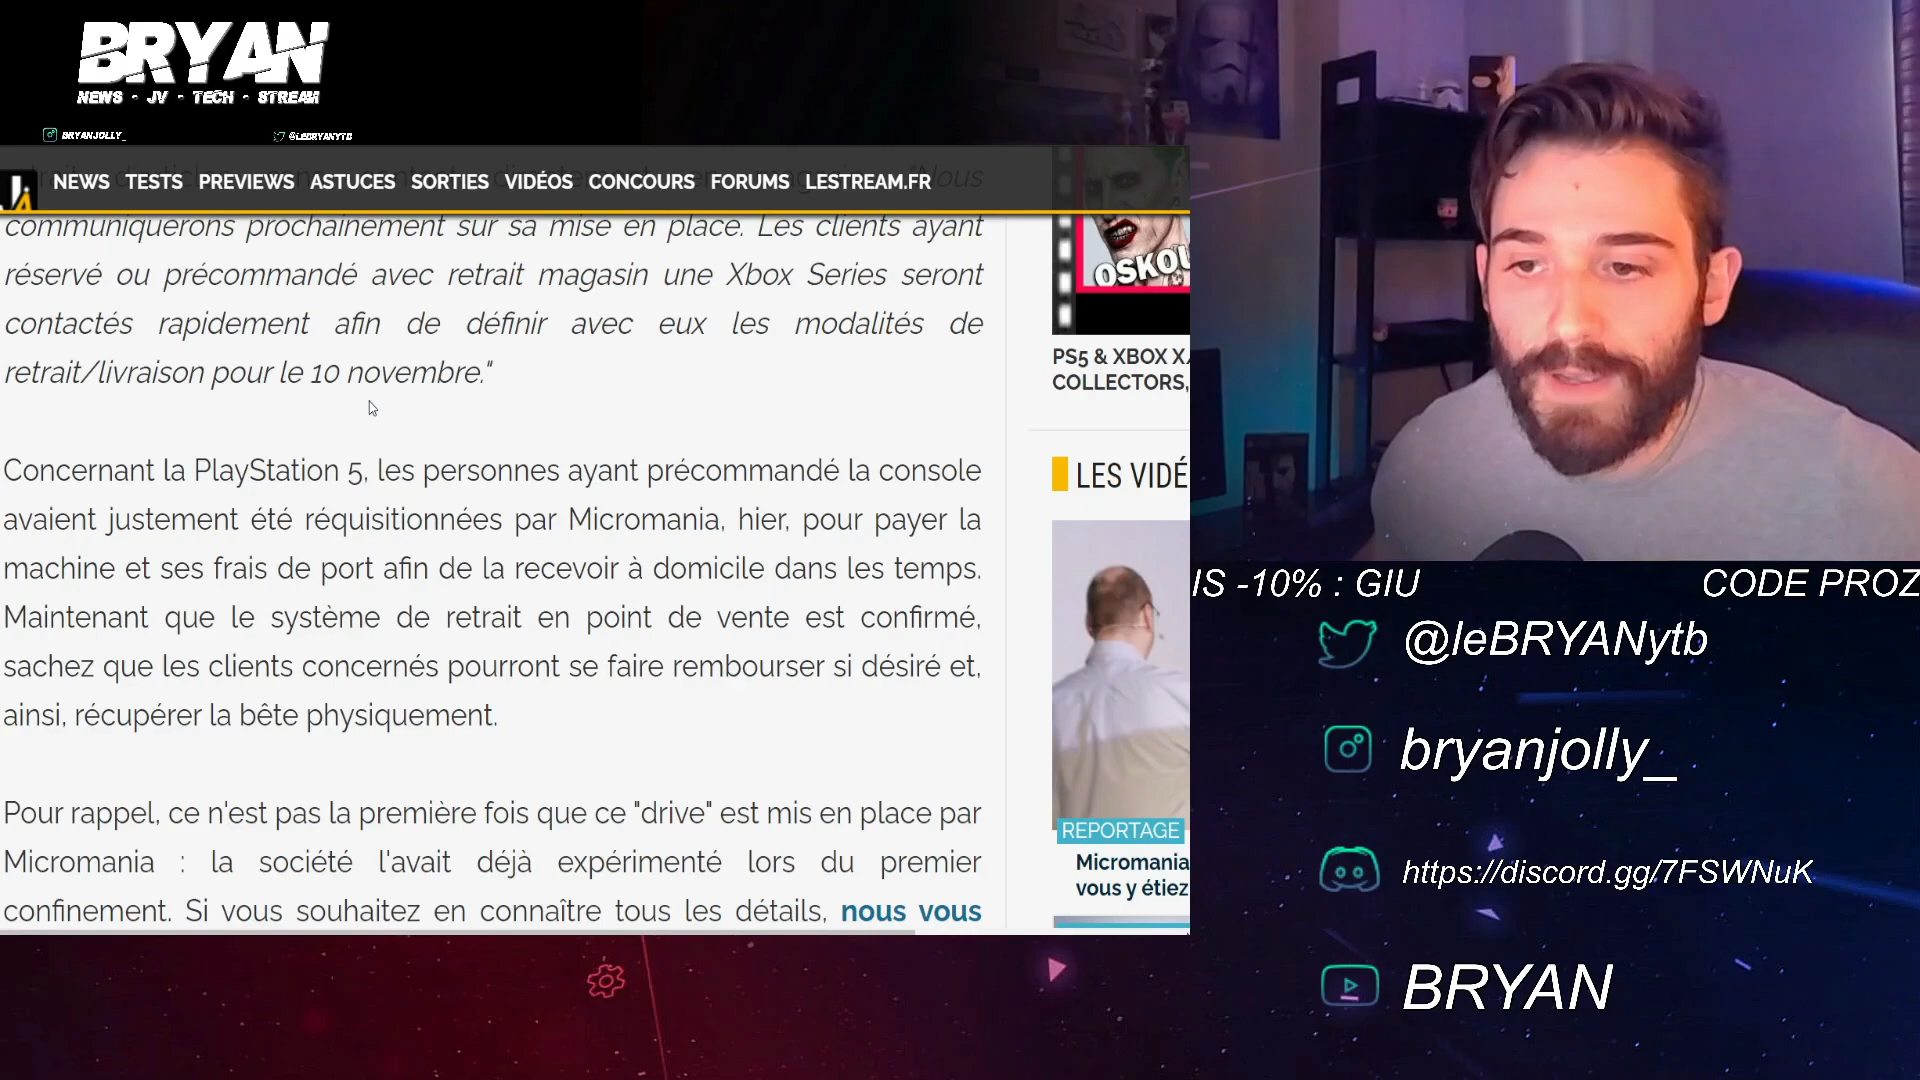 BRYAN
NEWS - JV - TECH - STREAM
BRYANJOLLY_
@LEBRYANYTB
NEWS TESTS PREVIEWS ASTUCES SORTIES VIDÉOS CONCOURS FORUMS LESTREAM.FR
communiquerons prochainement sur sa mise en place. Les clients ayant
réservé ou précommandé avec retrait magasin une Xbox Series seront
contactés rapidement afin de définir avec eux les modalités de
retrait/livraison pour le 10 novembre."
Concernant la PlayStation 5, les personnes ayant précommandé la console
avaient justement été réquisitionnées par Micromania, hier, pour payer la
machine et ses frais de port afin de la recevoir à domicile dans les temps.
Maintenant que le système de retrait en point de vente est confirmé,
sachez que les clients concernés pourront se faire rembourser si désiré et,
ainsi, récupérer la bête physiquement.
Pour rappel, ce n'est pas la première fois que ce "drive" est mis en place par
Micromania : la société l'avait déjà expérimenté lors du premier
confinement. Si vous souhaitez en connaître tous les détails, nous vous
OSKOU
PS5 & XBOX X
COLLECTORS,
LES VIDÉ
REPORTAGE
Micromania
vous y étiez
IS -10% : GIU
CODE PROZ
@leBRYANytb
bryanjolly_
https://discord.gg/7FSWNuK
BRYAN